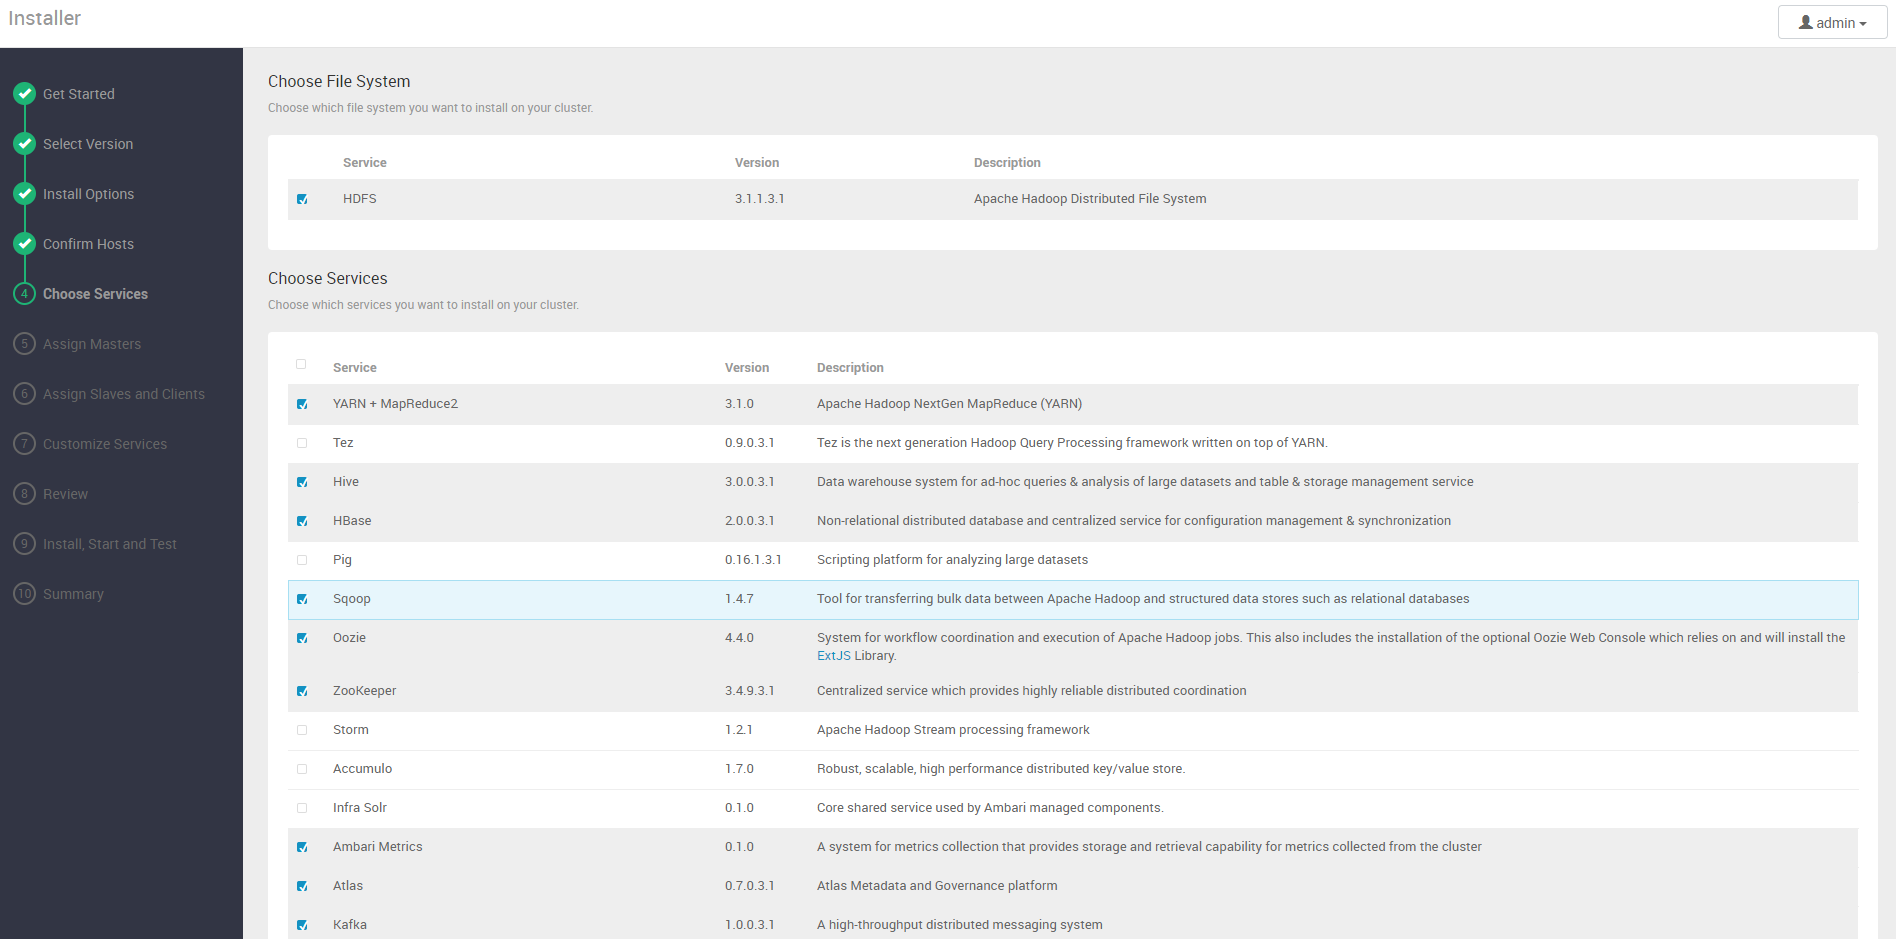 Installer
admin
Get Started
Select Version
Install Options
Confirm Hosts
4 Choose Services
5 Assign Masters
6 Assign Slaves and Clients
7 Customize Services
8 Review
9 Install, Start and Test
10 Summary
Choose File System
Choose which file system you want to install on your cluster.
Service Version Description
HDFS 3.1.1.3.1 Apache Hadoop Distributed File System
Choose Services
Choose which services you want to install on your cluster.
Service Version Description
YARN + MapReduce2 3.1.0 Apache Hadoop NextGen MapReduce (YARN)
Tez 0.9.0.3.1 Tez is the next generation Hadoop Query Processing framework written on top of YARN.
Hive 3.0.0.3.1 Data warehouse system for ad-hoc queries & analysis of large datasets and table & storage management service
HBase 2.0.0.3.1 Non-relational distributed database and centralized service for configuration management & synchronization
Pig 0.16.1.3.1 Scripting platform for analyzing large datasets
Sqoop 1.4.7 Tool for transferring bulk data between Apache Hadoop and structured data stores such as relational databases
Oozie 4.4.0 System for workflow coordination and execution of Apache Hadoop jobs. This also includes the installation of the optional Oozie Web Console which relies on and will install the
ExtJS Library.
ZooKeeper 3.4.9.3.1 Centralized service which provides highly reliable distributed coordination
Storm 1.2.1 Apache Hadoop Stream processing framework
Accumulo 1.7.0 Robust, scalable, high performance distributed key/value store.
Infra Solr 0.1.0 Core shared service used by Ambari managed components.
Ambari Metrics 0.1.0 A system for metrics collection that provides storage and retrieval capability for metrics collected from the cluster
Atlas 0.7.0.3.1 Atlas Metadata and Governance platform
Kafka 1.0.0.3.1 A high-throughput distributed messaging system